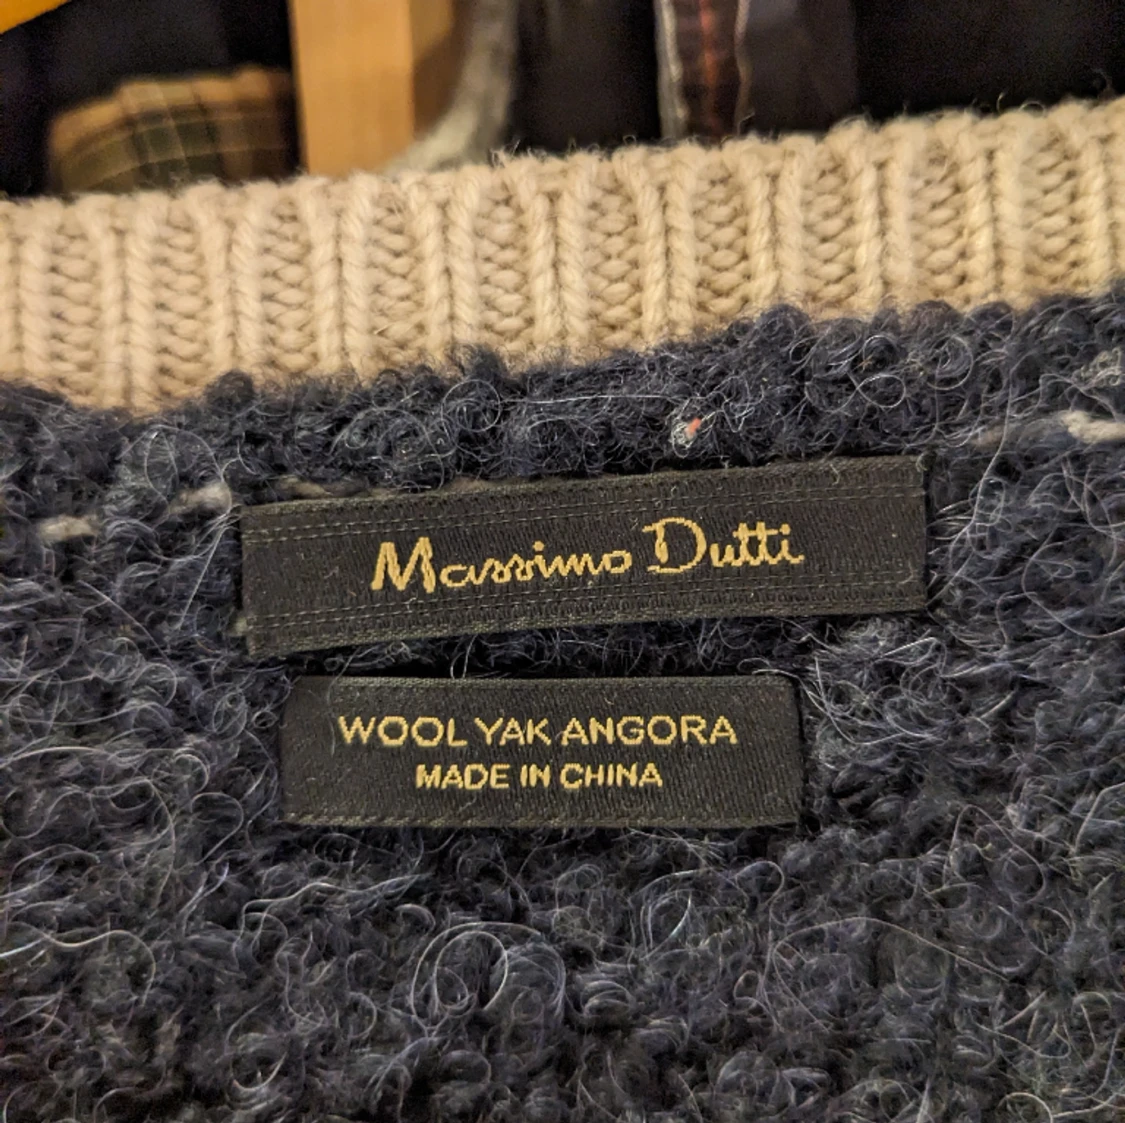 Massimo Dutti
WOOL YAK ANGORA
MADE IN CHINA